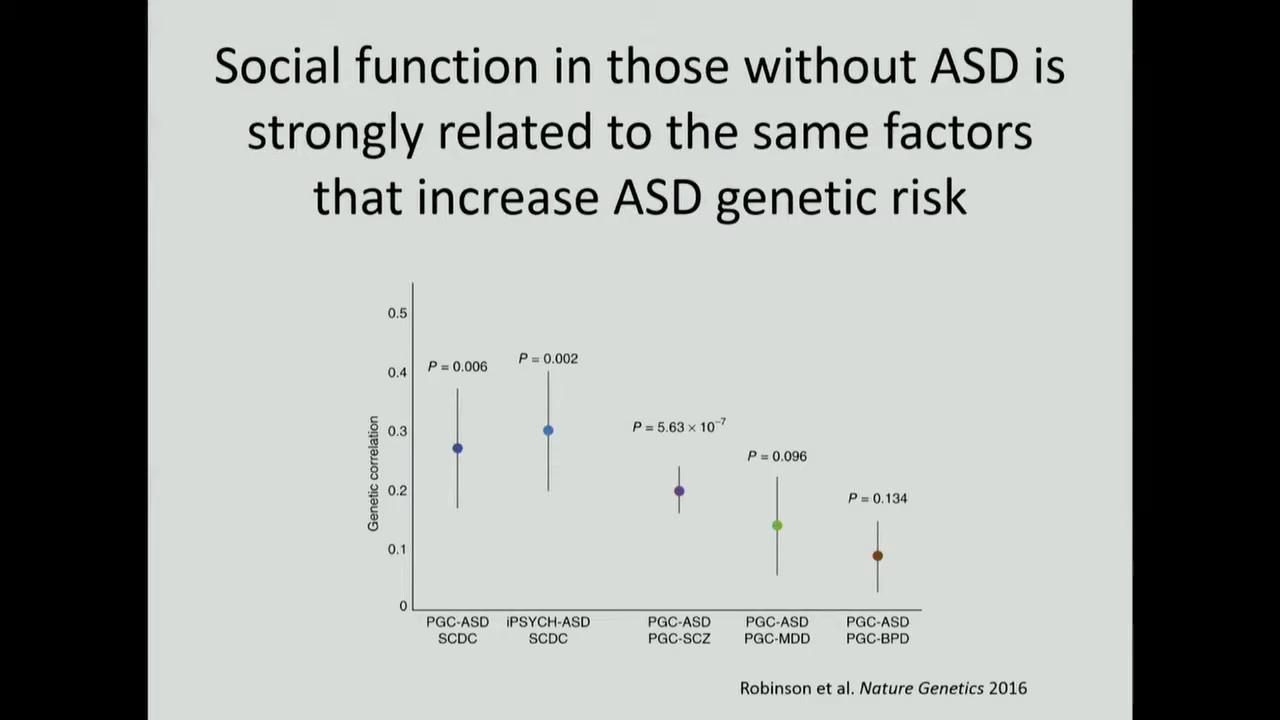 Social function in those without ASD is
strongly related to the same factors
that increase ASD genetic risk
Genetic correlation
0.5
0.4
0.3
0.2
0.1
0
P = 0.006
P = 0.002
P = 5.63 × 10⁻⁷
P = 0.096
P = 0.134
PGC-ASD
SCDC
iPSYCH-ASD
SCDC
PGC-ASD
PGC-SCZ
PGC-ASD
PGC-MDD
PGC-ASD
PGC-BPD
Robinson et al. Nature Genetics 2016